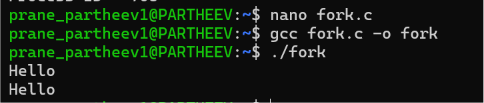 prane_partheev1@PARTHEEV:~$ nano fork.c
prane_partheev1@PARTHEEV:~$ gcc fork.c -o fork
prane_partheev1@PARTHEEV:~$ ./fork
Hello
Hello